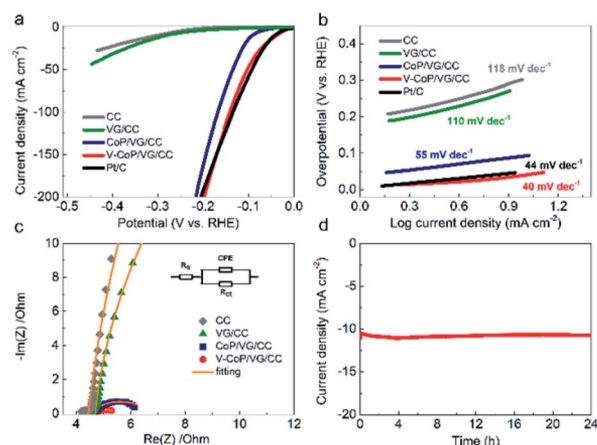 a
Current density (mA cm⁻²)
0
-50
-100
-150
-200
CC
VG/CC
CoP/VG/CC
V-CoP/VG/CC
Pt/C
-0.5
-0.4
-0.3
-0.2
-0.1
0.0
Potential (V vs. RHE)
b
Overpotential (V vs. RHE)
0.5
0.4
0.3
0.2
0.1
0.0
CC
VG/CC
CoP/VG/CC
V-CoP/VG/CC
Pt/C
118 mV dec⁻¹
110 mV dec⁻¹
55 mV dec⁻¹
44 mV dec⁻¹
40 mV dec⁻¹
0.0
0.3
0.6
0.9
1.2
Log current density (mA cm⁻²)
c
-Im(Z) /Ohm
10
8
6
4
2
0
Rs
CPE
Rct
CC
VG/CC
CoP/VG/CC
V-CoP/VG/CC
fitting
2
4
6
8
10
12
Re(Z) /Ohm
d
Current density (mA cm⁻²)
0
-5
-10
-15
-20
0
4
8
12
16
20
24
Time (h)